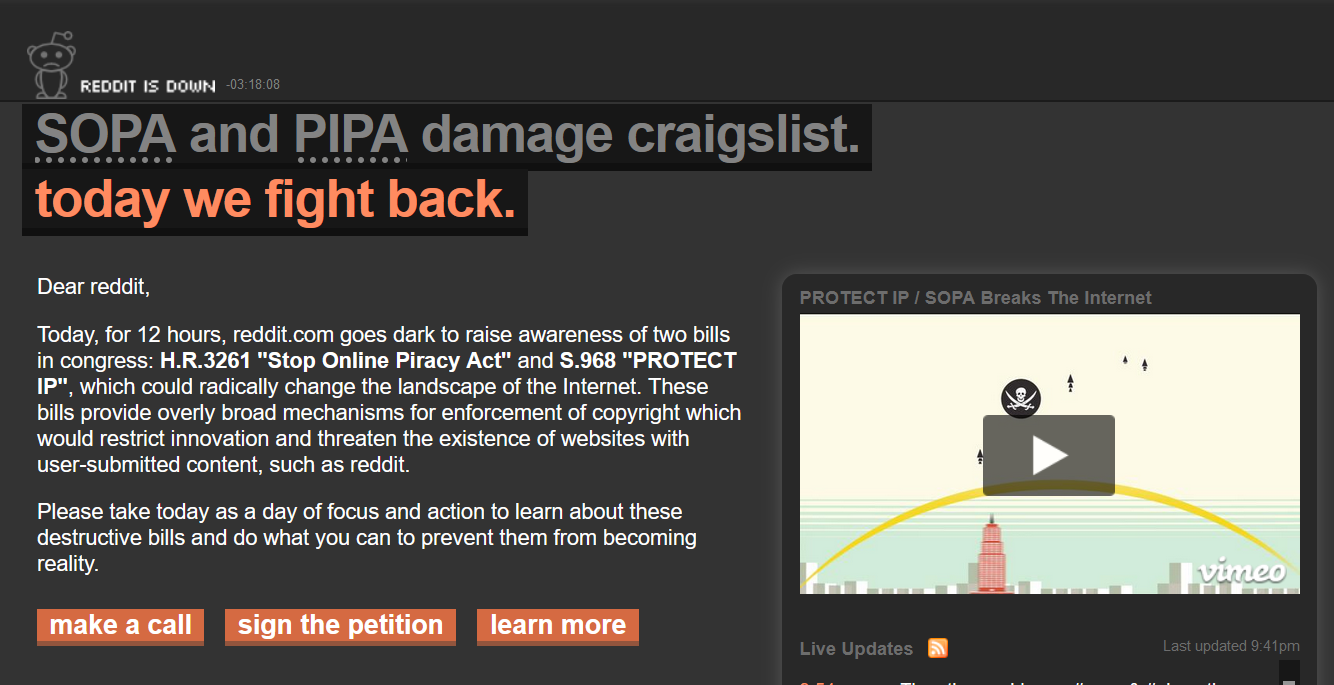 REDDIT IS DOWN -03:18:08
SOPA and PIPA damage craigslist.
today we fight back.
Dear reddit,
Today, for 12 hours, reddit.com goes dark to raise awareness of two bills
in congress: H.R.3261 "Stop Online Piracy Act" and S.968 "PROTECT
IP", which could radically change the landscape of the Internet. These
bills provide overly broad mechanisms for enforcement of copyright which
would restrict innovation and threaten the existence of websites with
user-submitted content, such as reddit.
Please take today as a day of focus and action to learn about these
destructive bills and do what you can to prevent them from becoming
reality.
make a call sign the petition learn more
PROTECT IP / SOPA Breaks The Internet
vimeo
Live Updates Last updated 9:41pm